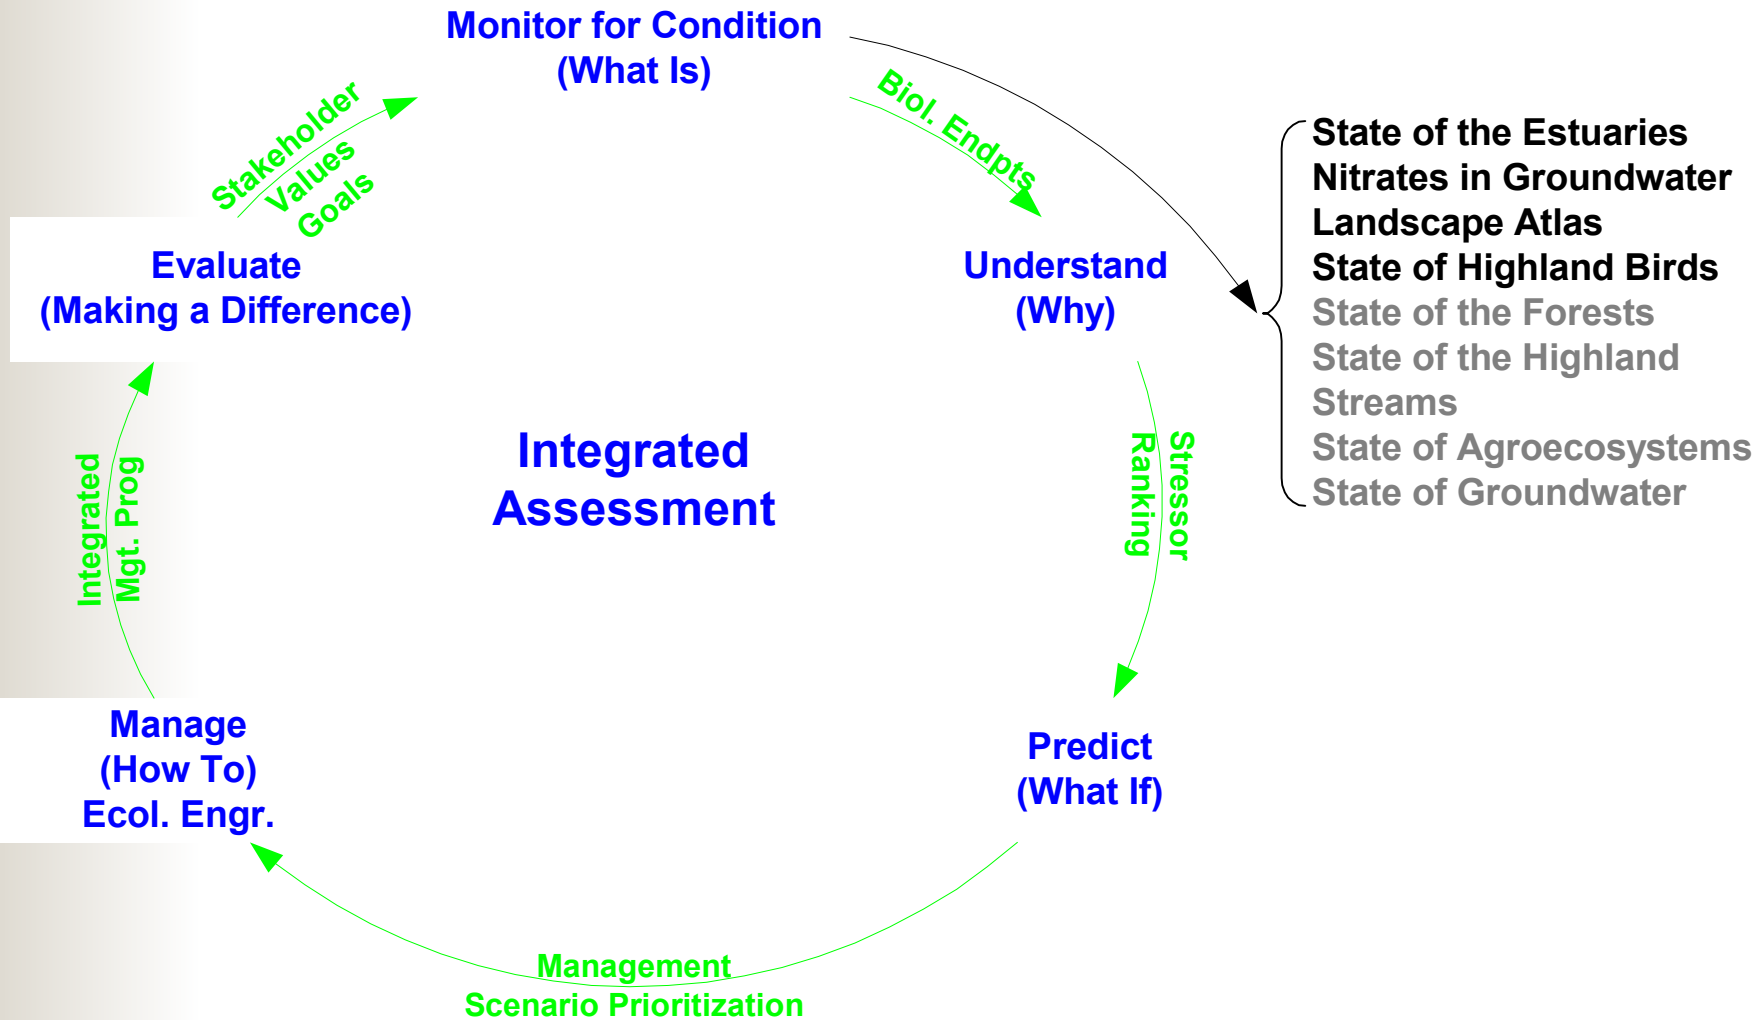 Monitor for Condition
(What Is)
Biol. Endpts
State of the Estuaries
Nitrates in Groundwater
Landscape Atlas
State of Highland Birds
State of the Forests
State of the Highland
Streams
State of Agroecosystems
State of Groundwater
Understand
(Why)
Stressor
Ranking
Predict
(What If)
Management
Scenario Prioritization
Manage
(How To)
Ecol. Engr.
Integrated
Mgt. Prog
Evaluate
(Making a Difference)
Stakeholder
Values
Goals
Integrated
Assessment